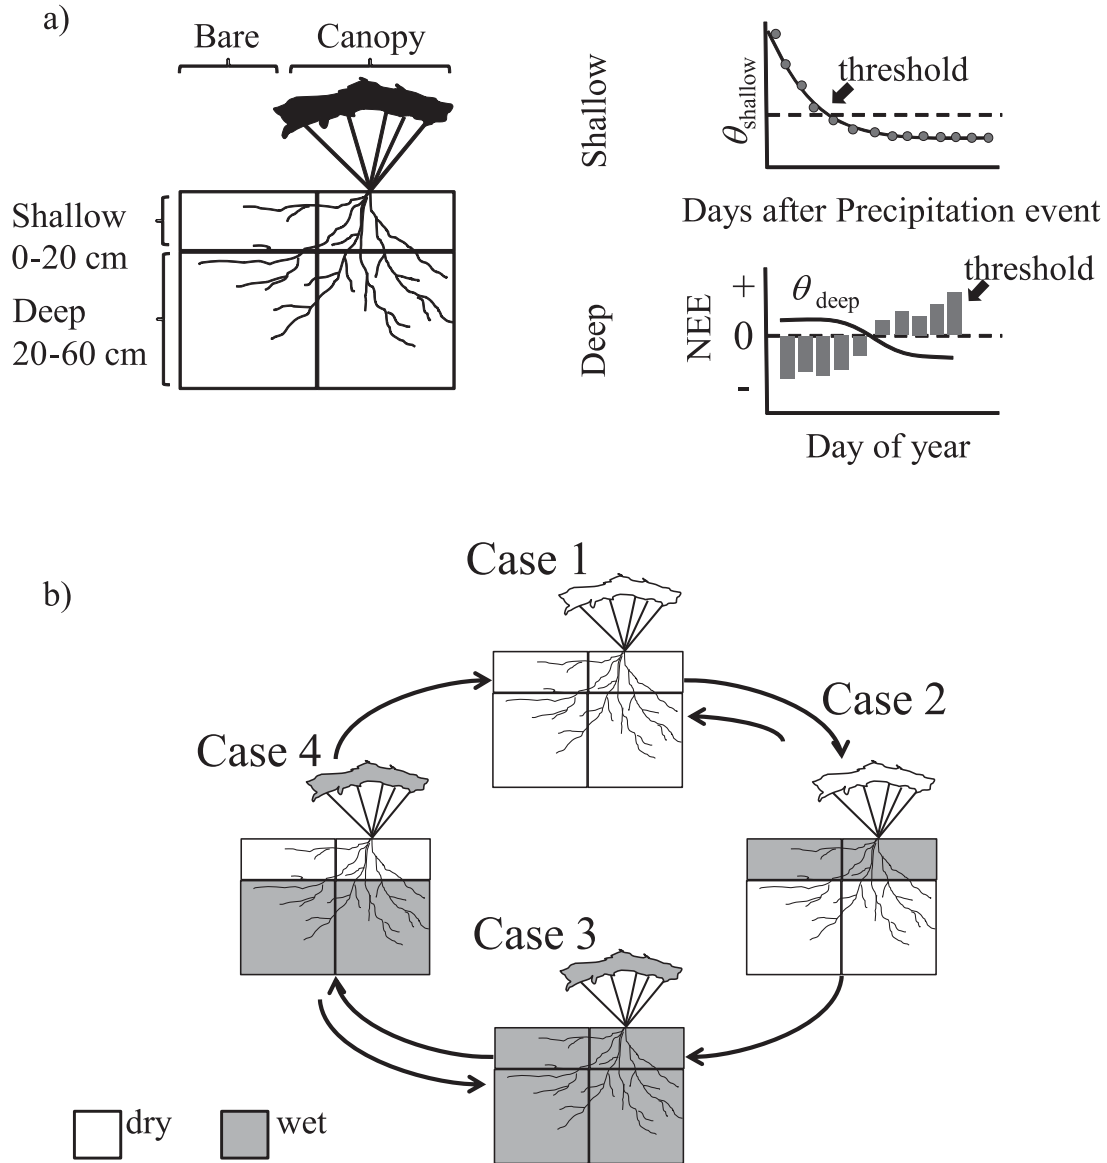 a)
Bare
Canopy
Shallow
0-20 cm
Deep
20-60 cm
Shallow
θshallow
threshold
Days after Precipitation event
Deep
NEE
+
0
-
θ deep
threshold
Day of year
b)
Case 1
Case 2
Case 4
Case 3
dry
wet